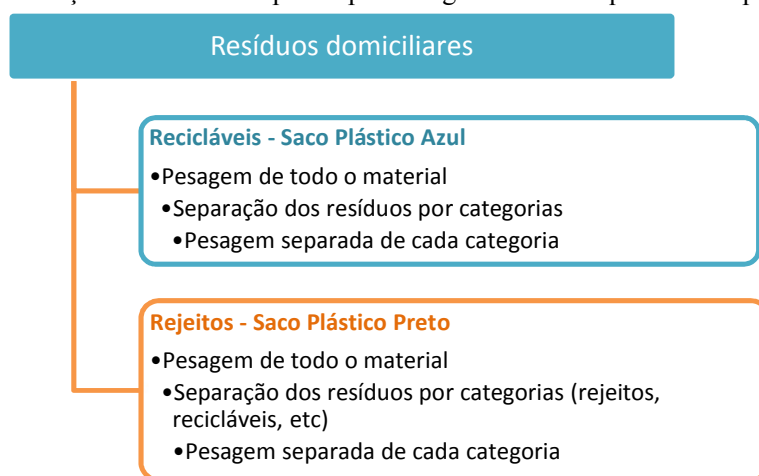 Resíduos domiciliares
Recicláveis - Saco Plástico Azul
•Pesagem de todo o material
•Separação dos resíduos por categorias
•Pesagem separada de cada categoria
Rejeitos - Saco Plástico Preto
•Pesagem de todo o material
•Separação dos resíduos por categorias (rejeitos,
recicláveis, etc)
•Pesagem separada de cada categoria